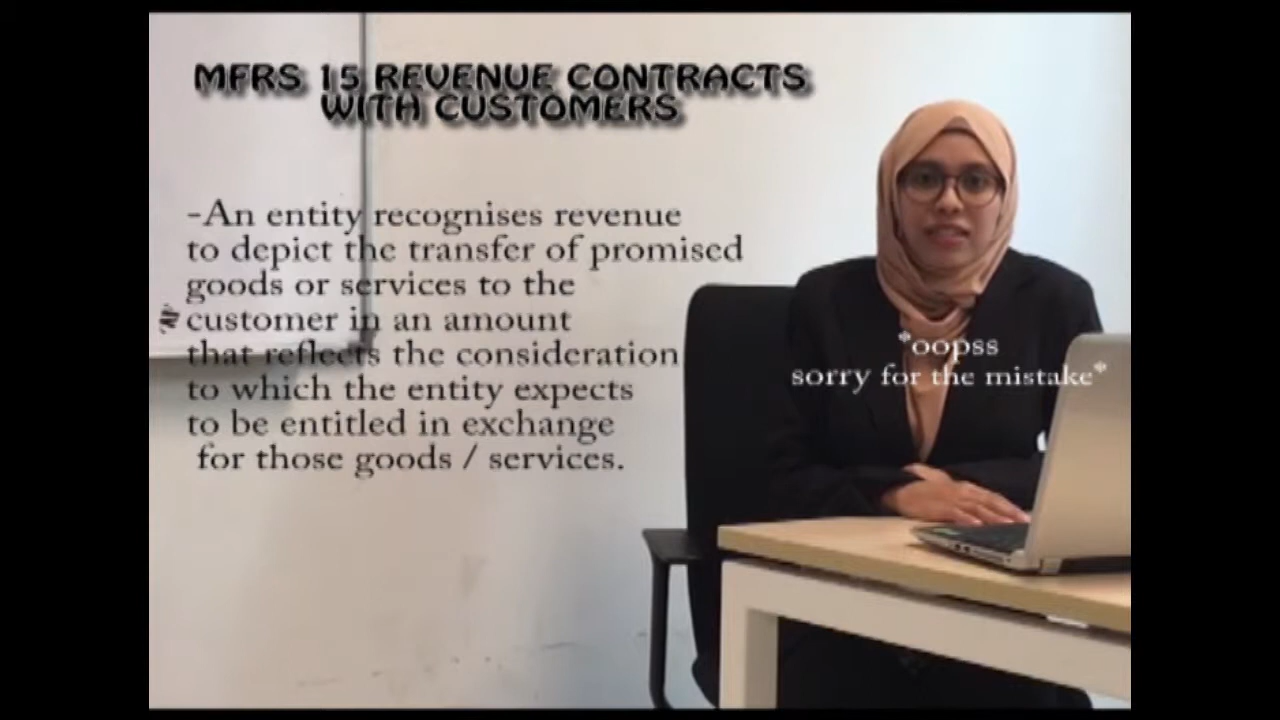 MFRS 15 REVENUE CONTRACTS
WITH CUSTOMERS
-An entity recognises revenue
to depict the transfer of promised
goods or services to the
customer in an amount
that reflects the consideration
to which the entity expects
to be entitled in exchange
for those goods / services.
*oopss
sorry for the mistake*